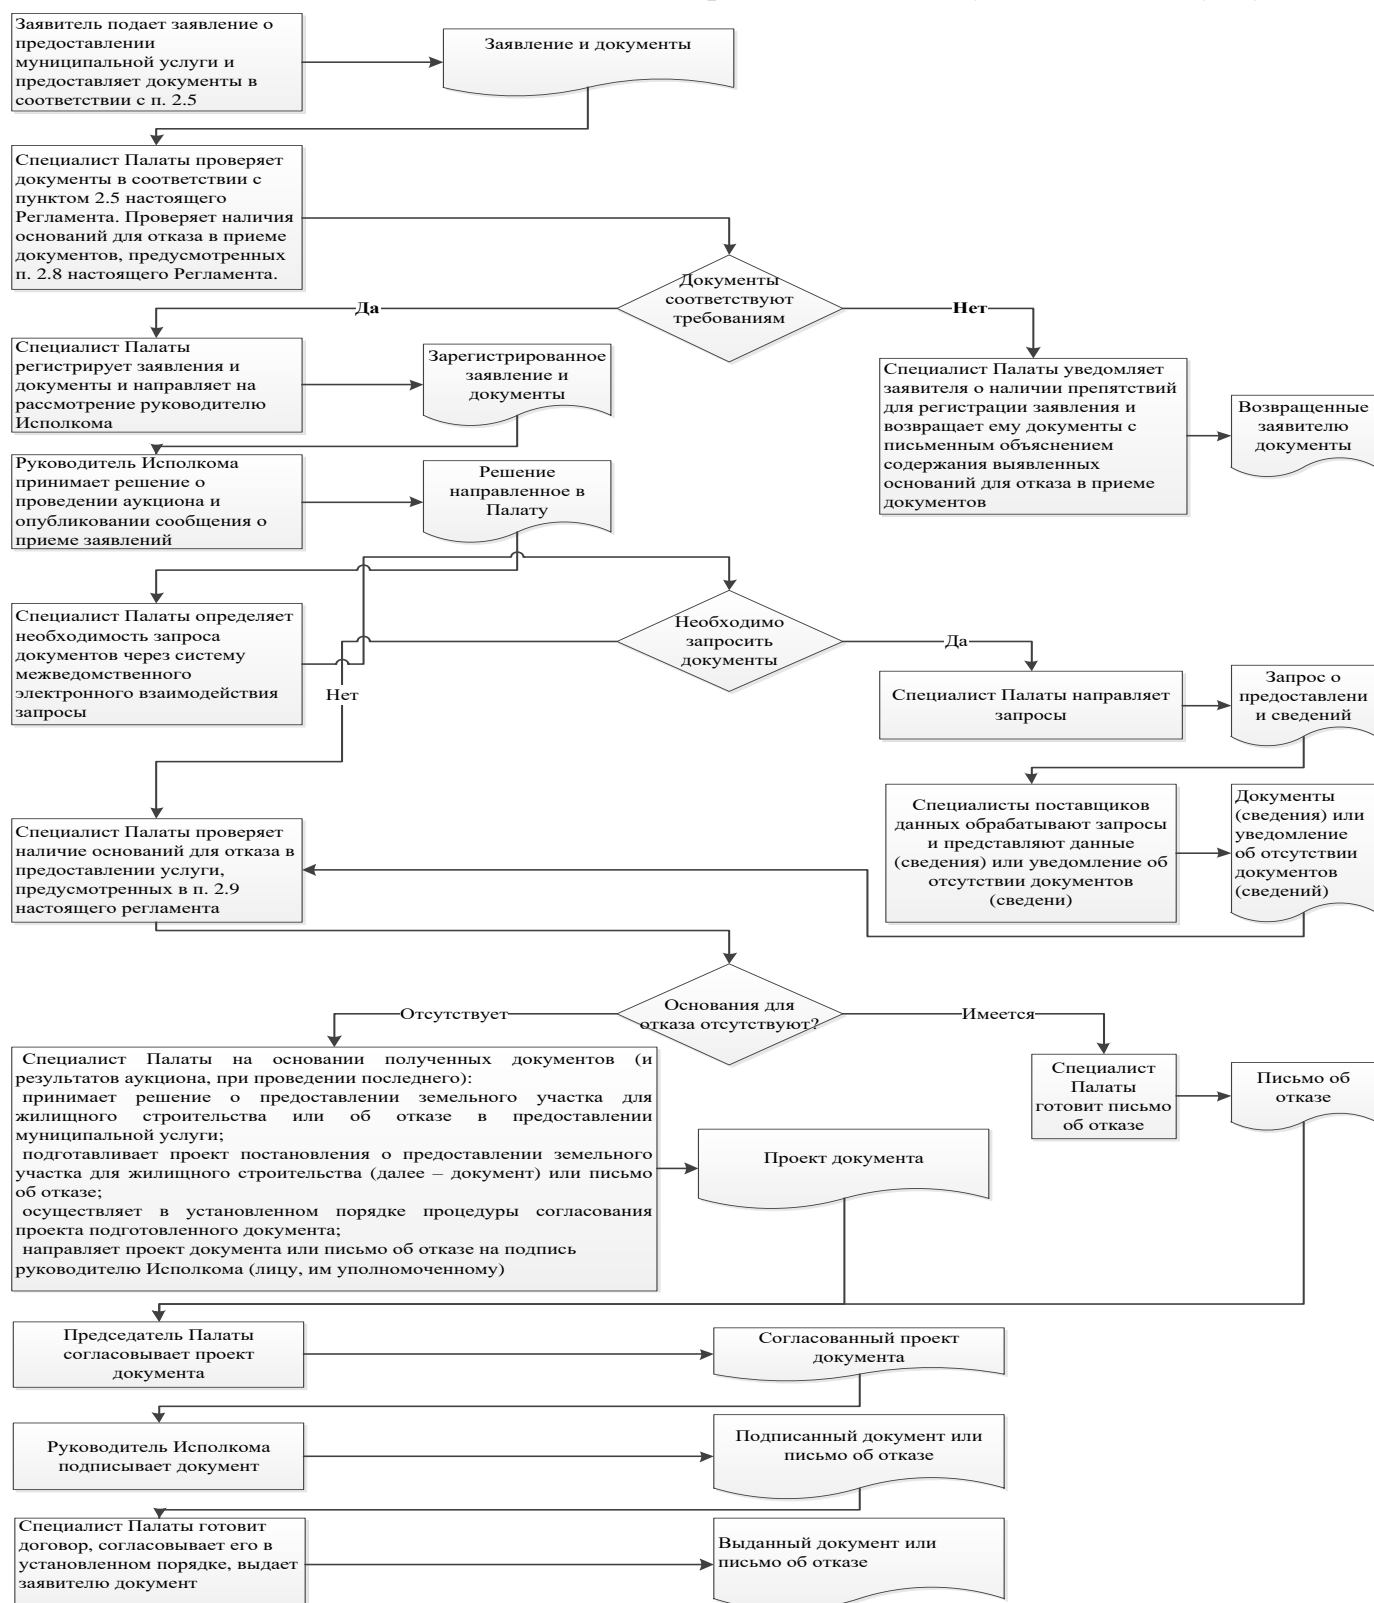 Заявитель подает заявление о
предоставлении
муниципальной услуги и
предоставляет документы в
соответствии с п. 2.5
Заявление и документы
Специалист Палаты проверяет
документы в соответствии с
пунктом 2.5 настоящего
Регламента. Проверяет наличия
оснований для отказа в приеме
документов, предусмотренных
п. 2.8 настоящего Регламента.
Документы
соответствуют
требованиям
Да
Нет
Специалист Палаты
регистрирует заявления и
документы и направляет на
рассмотрение руководителю
Исполкома
Зарегистрированное
заявление и
документы
Специалист Палаты уведомляет
заявителя о наличии препятствий
для регистрации заявления и
возвращает ему документы с
письменным объяснением
содержания выявленных
оснований для отказа в приеме
документов
Возвращенные
заявителю
документы
Руководитель Исполкома
принимает решение о
проведении аукциона и
опубликовании сообщения о
приеме заявлений
Решение
направленное в
Палату
Специалист Палаты определяет
необходимость запроса
документов через систему
межведомственного
электронного взаимодействия
запросы
Необходимо
запросить
документы
Да
Нет
Специалист Палаты направляет
запросы
Запрос о
предоставлени
и сведений
Специалисты поставщиков
данных обрабатывают запросы
и представляют данные
(сведения) или уведомление об
отсутствии документов
(сведени)
Документы
(сведения) или
уведомление
об отсутствии
документов
(сведений)
Специалист Палаты проверяет
наличие оснований для отказа в
предоставлении услуги,
предусмотренных в п. 2.9
настоящего регламента
Основания для
отказа отсутствуют?
Отсутствует
Имеется
Специалист Палаты на основании полученных документов (и
результатов аукциона, при проведении последнего):
принимает решение о предоставлении земельного участка для
жилищного строительства или об отказе в предоставлении
муниципальной услуги;
подготавливает проект постановления о предоставлении земельного
участка для жилищного строительства (далее – документ) или письмо
об отказе;
осуществляет в установленном порядке процедуры согласования
проекта подготовленного документа;
направляет проект документа или письмо об отказе на подпись
руководителю Исполкома (лицу, им уполномоченному)
Проект документа
Специалист
Палаты
готовит письмо
об отказе
Письмо об
отказе
Председатель Палаты
согласовывает проект
документа
Согласованный проект
документа
Руководитель Исполкома
подписывает документ
Подписанный документ или
письмо об отказе
Специалист Палаты готовит
договор, согласовывает его в
установленном порядке, выдает
заявителю документ
Выданный документ или
письмо об отказе